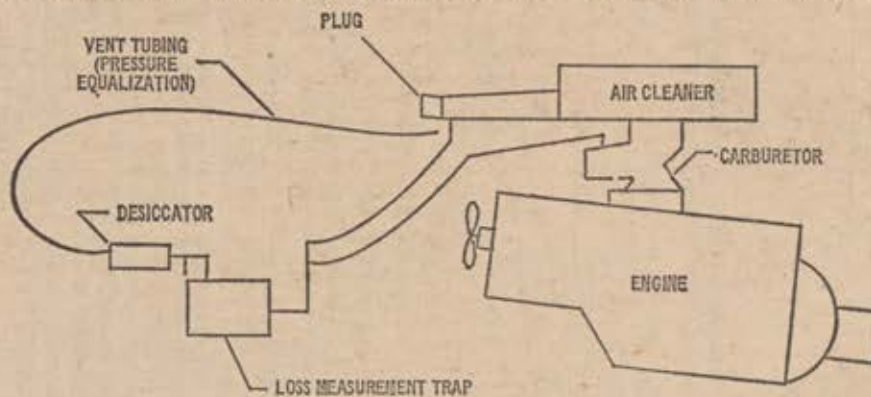 PLUG
VENT TUBING
(PRESSURE
EQUALIZATION)
AIR CLEANER
CARBURETOR
DESICCATOR
ENGINE
LOSS MEASUREMENT TRAP